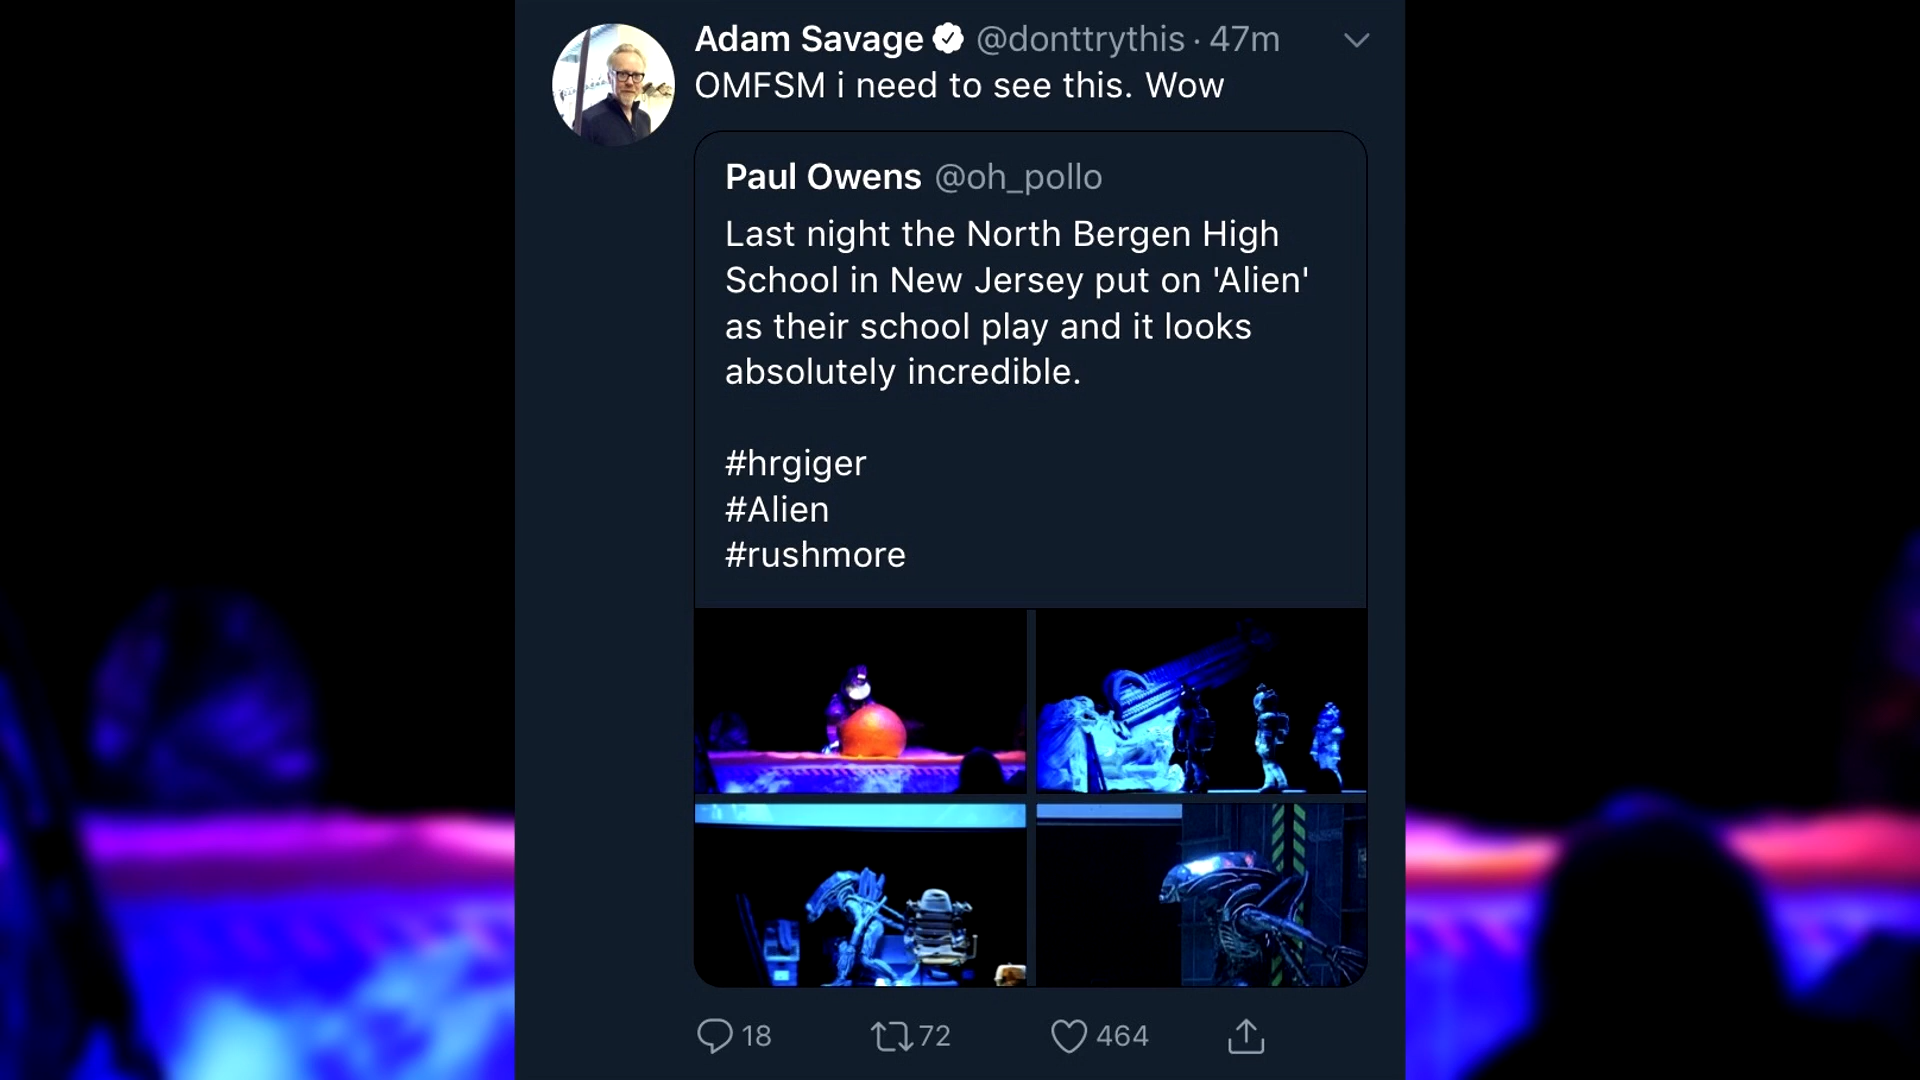 Adam Savage @donttrythis · 47m
OMFSM i need to see this. Wow
Paul Owens @oh_pollo
Last night the North Bergen High
School in New Jersey put on 'Alien'
as their school play and it looks
absolutely incredible.
#hrgiger
#Alien
#rushmore
18 72 464